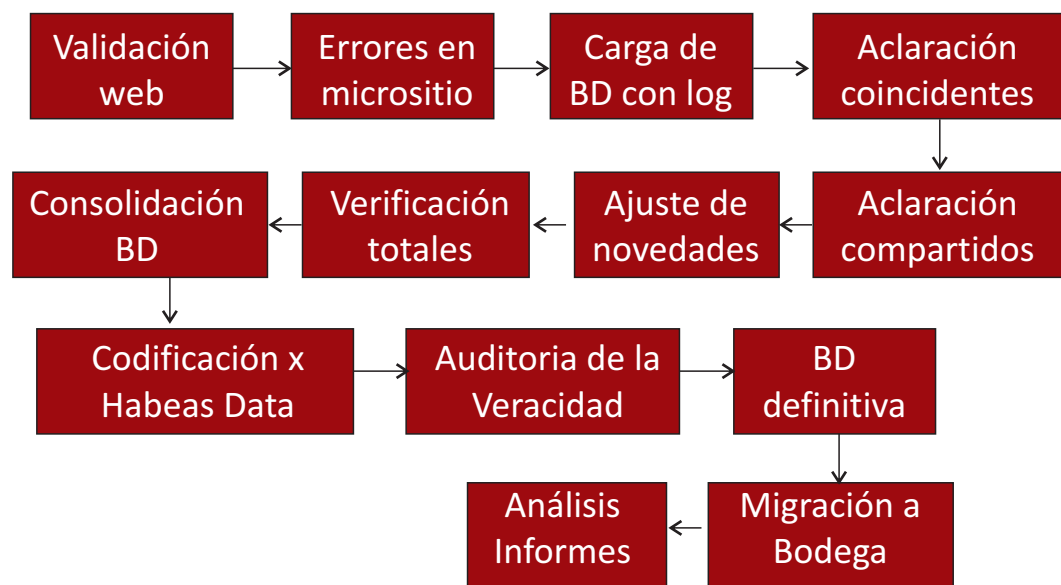 Validación
web
Errores en
micrositio
Carga de
BD con log
Aclaración
coincidentes
Aclaración
compartidos
Ajuste de
novedades
Verificación
totales
Consolidación
BD
Codificación x
Habeas Data
Auditoria de la
Veracidad
BD
definitiva
Migración a
Bodega
Análisis
Informes